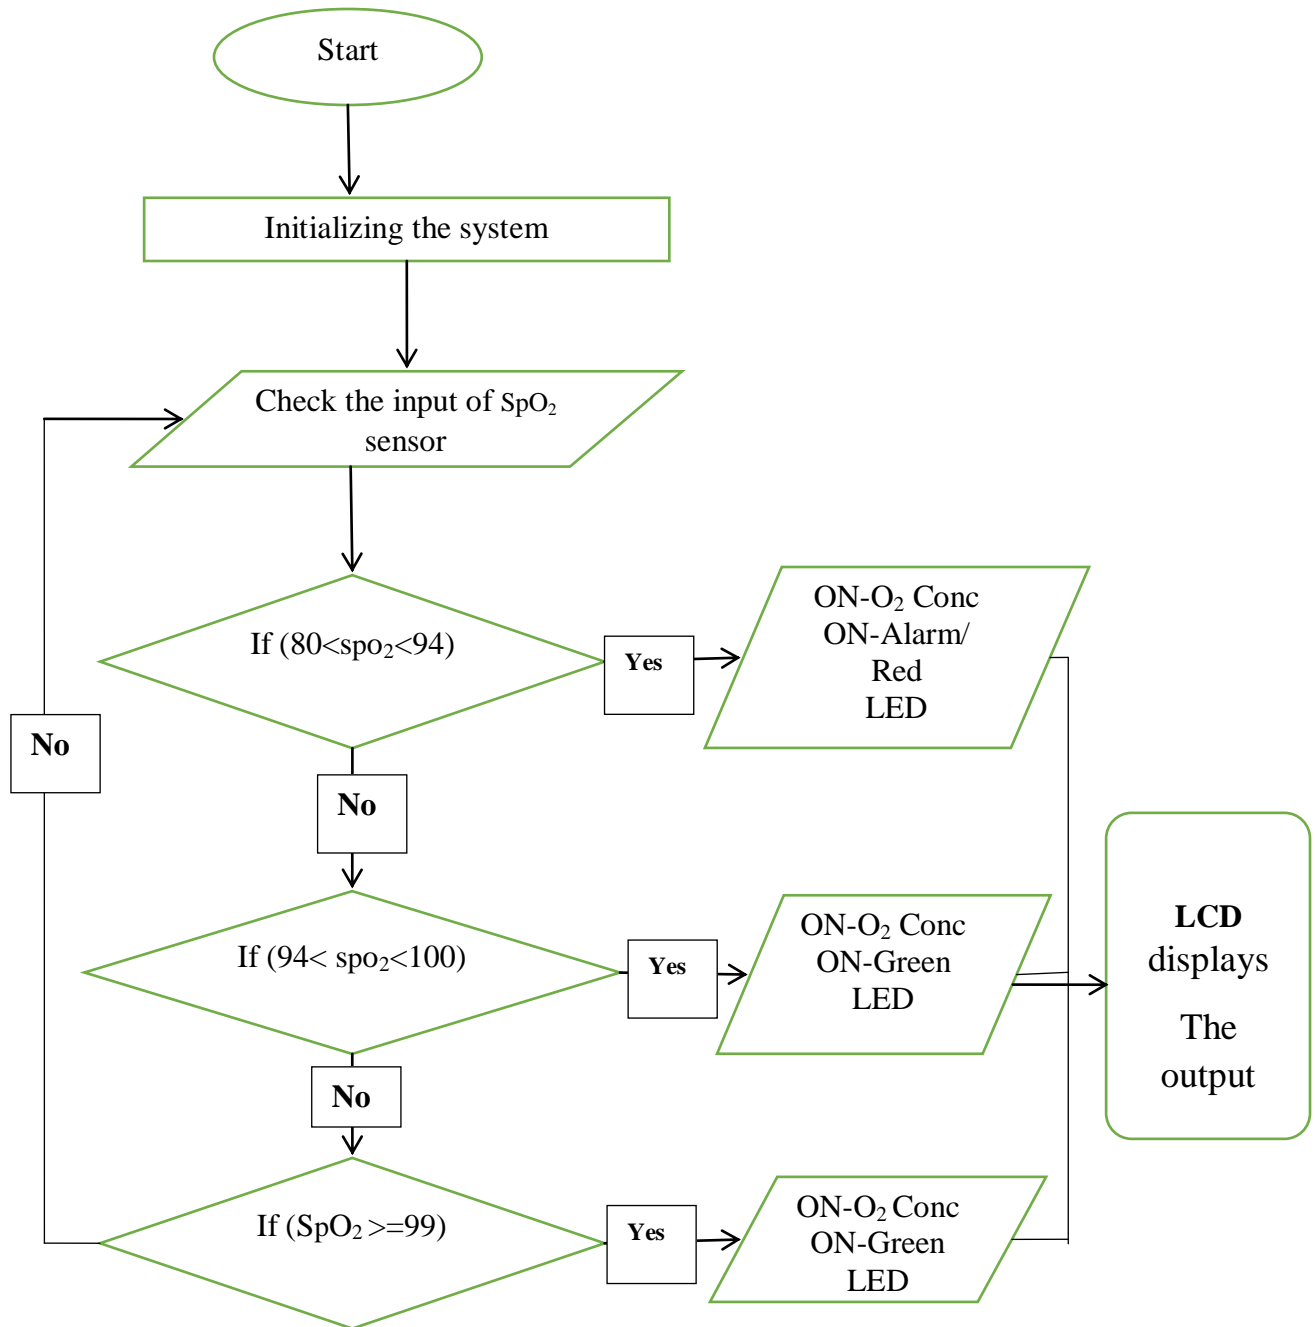 Start
Initializing the system
Check the input of SpO₂
sensor
If (80<spo₂<94)
Yes
ON-O₂ Conc
ON-Alarm/
Red
LED
No
No
If (94< spo₂<100)
Yes
ON-O₂ Conc
ON-Green
LED
LCD
displays
The
output
No
If (SpO₂ >=99)
Yes
ON-O₂ Conc
ON-Green
LED